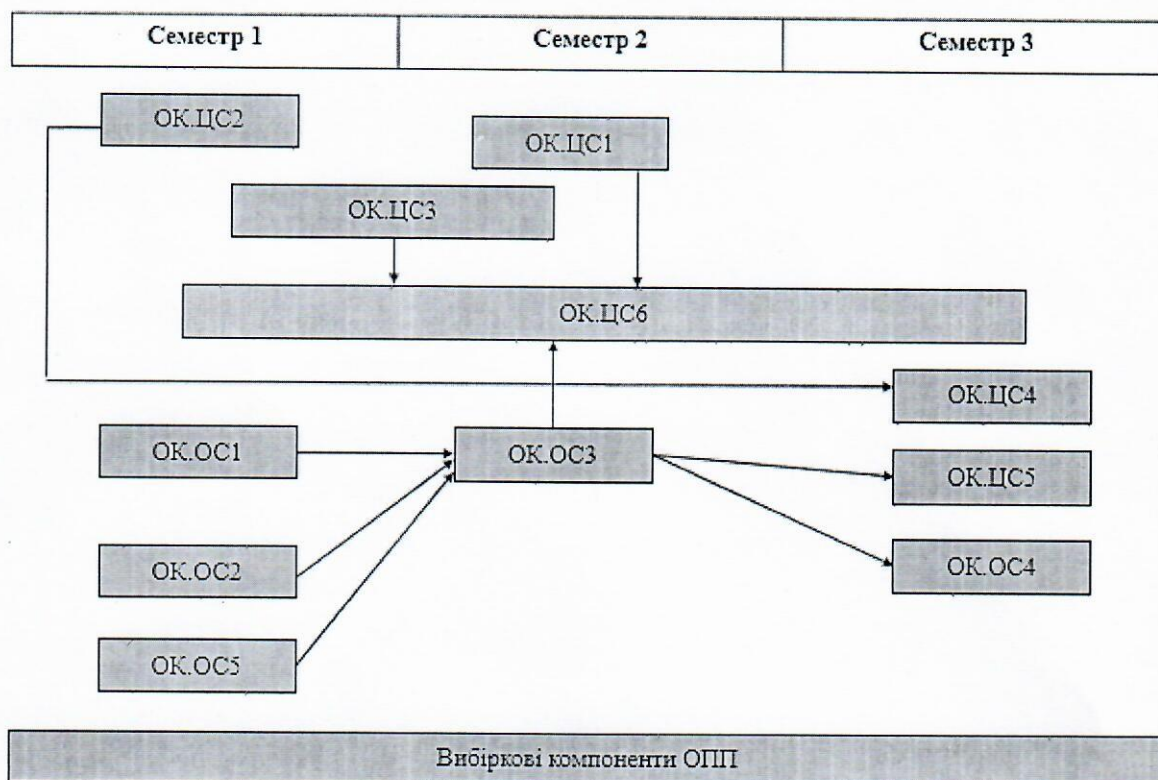 Семестр 1 Семестр 2 Семестр 3
ОК.ЦС2
ОК.ЦС1
ОК.ЦС3
ОК.ЦС6
ОК.ЦС4
ОК.ОС1 ОК.ОС3
ОК.ЦС5
ОК.ОС2 ОК.ОС4
ОК.ОС5
Вибіркові компоненти ОПП